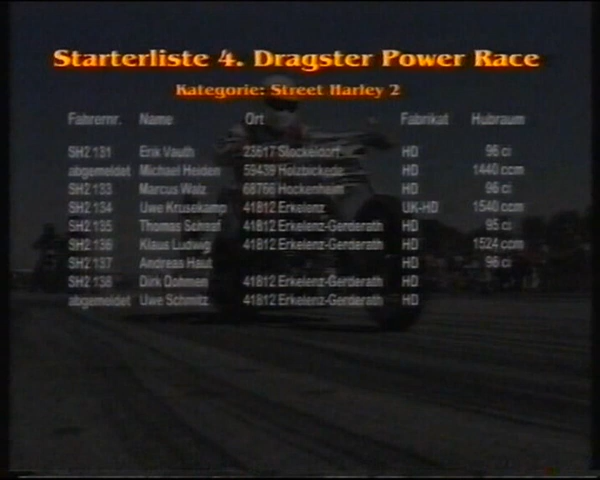 Starterliste 4. Dragster Power Race
Kategorie: Street Harley 2
Fahrernr. Name Ort Fabrikat Hubraum
SH2 131 Erik Vauth 23617 Stockelsdorf HD 96 ci
abgemeldet Michael Heiden 59439 Holzbickede HD 1440 ccm
SH2 133 Marcus Walz 68766 Hockenheim HD 96 ci
SH2 134 Uwe Krusekamp 41812 Erkelenz UK-HD 1540 ccm
SH2 135 Thomas Schraf 41812 Erkelenz-Gerderath HD 95 ci
SH2 136 Klaus Ludwig 41812 Erkelenz-Gerderath HD 1524 ccm
SH2 137 Andreas Haut HD 96 ci
SH2 138 Dirk Dohmen 41812 Erkelenz-Gerderath HD
abgemeldet Uwe Schmitz 41812 Erkelenz-Gerderath HD